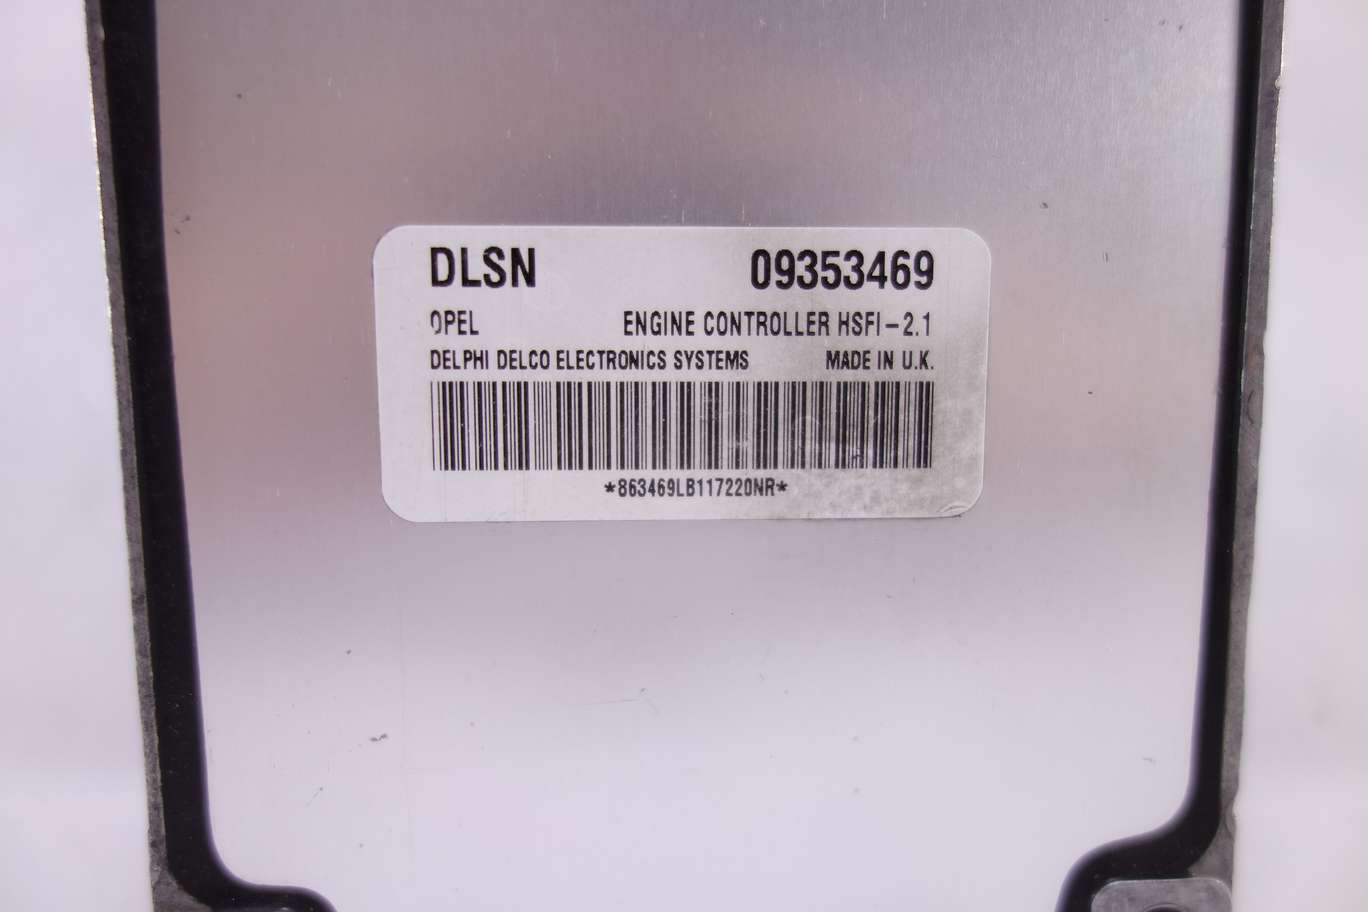 DLSN 09353469
OPEL ENGINE CONTROLLER HSFI-2.1
DELPHI DELCO ELECTRONICS SYSTEMS MADE IN U.K.
*863469LB117220NR*